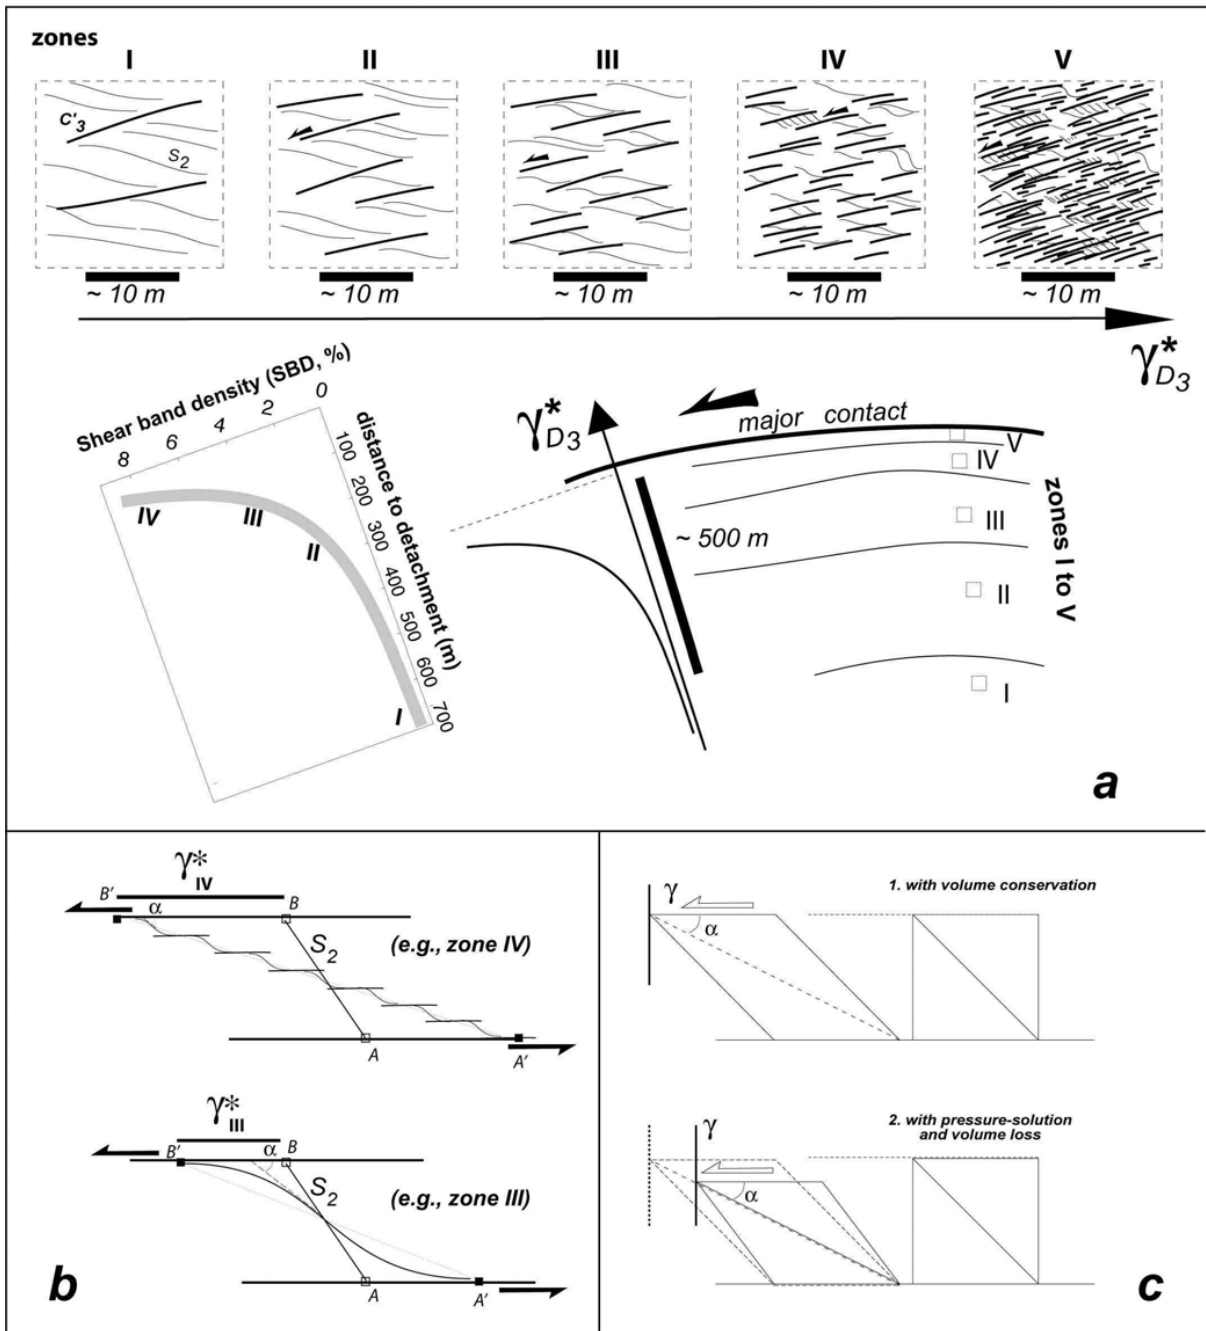 zones
I II III IV V
C'3
S2
~ 10 m ~ 10 m ~ 10 m ~ 10 m ~ 10 m
γ*D3
Shear band density (SBD, %)
8 6 4 2 0
distance to detachment (m)
100 200 300 400 500 600 700
IV III II I
γ*D3
major contact
~ 500 m
V
IV
III
II
I
zones I to V
a
γ*IV
B' α B
S2
(e.g., zone IV)
A A'
γ*III
B' α B
S2
(e.g., zone III)
A A'
b
1. with volume conservation
γ
α
2. with pressure-solution
and volume loss
γ
α
c